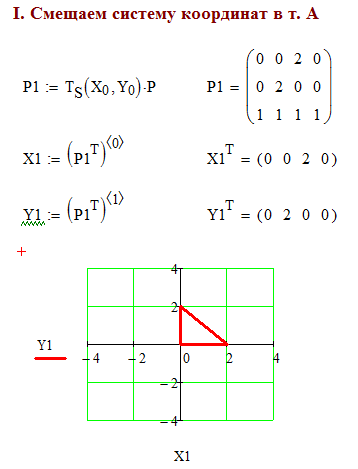 I. Смещаем систему координат в т. А
P1 := T_S(X_0, Y_0)·P    P1 = ( 0 0 2 0
0 2 0 0
1 1 1 1 )
X1 := (P1^T)^⟨0⟩    X1^T = ( 0 0 2 0 )
Y1 := (P1^T)^⟨1⟩    Y1^T = ( 0 2 0 0 )
+
4
2
Y1
−4 −2 0 2 4
−2
−4
X1